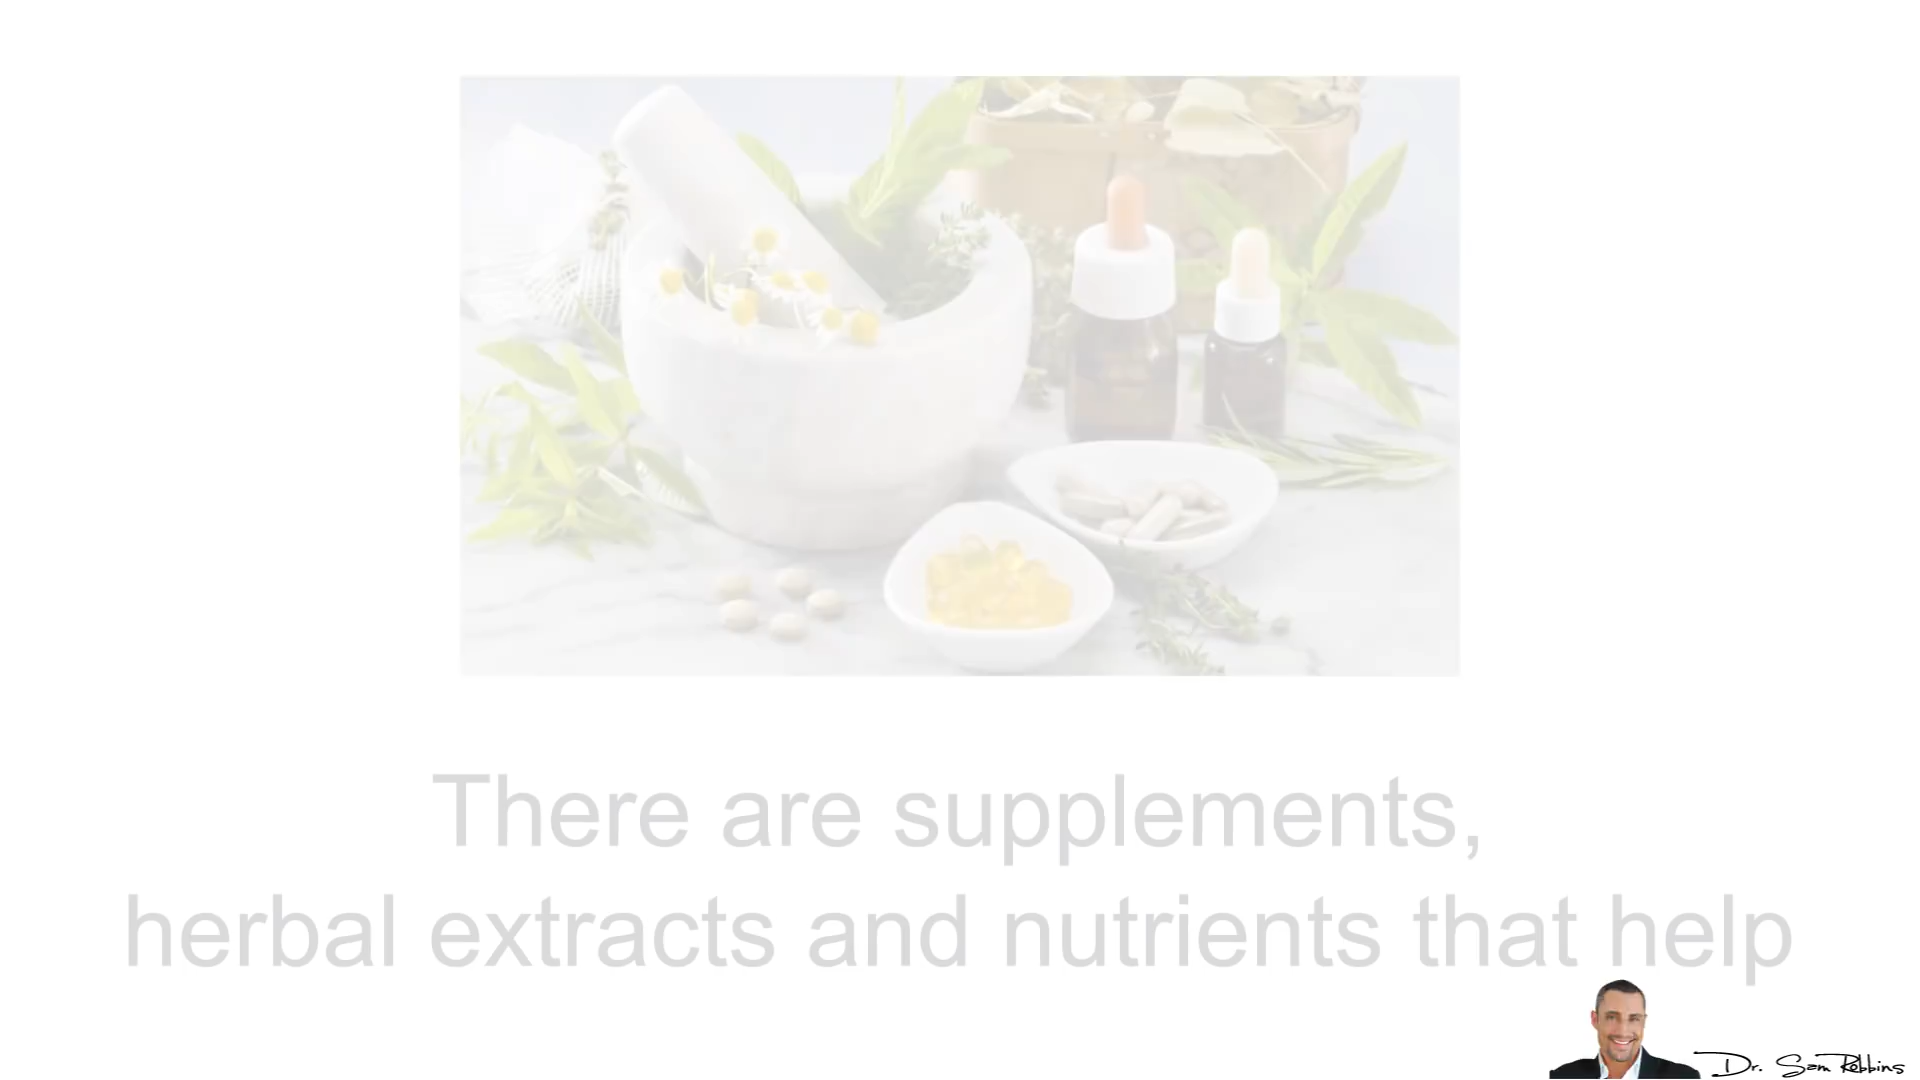 There are supplements,
herbal extracts and nutrients that help
Dr. Sam Robbins